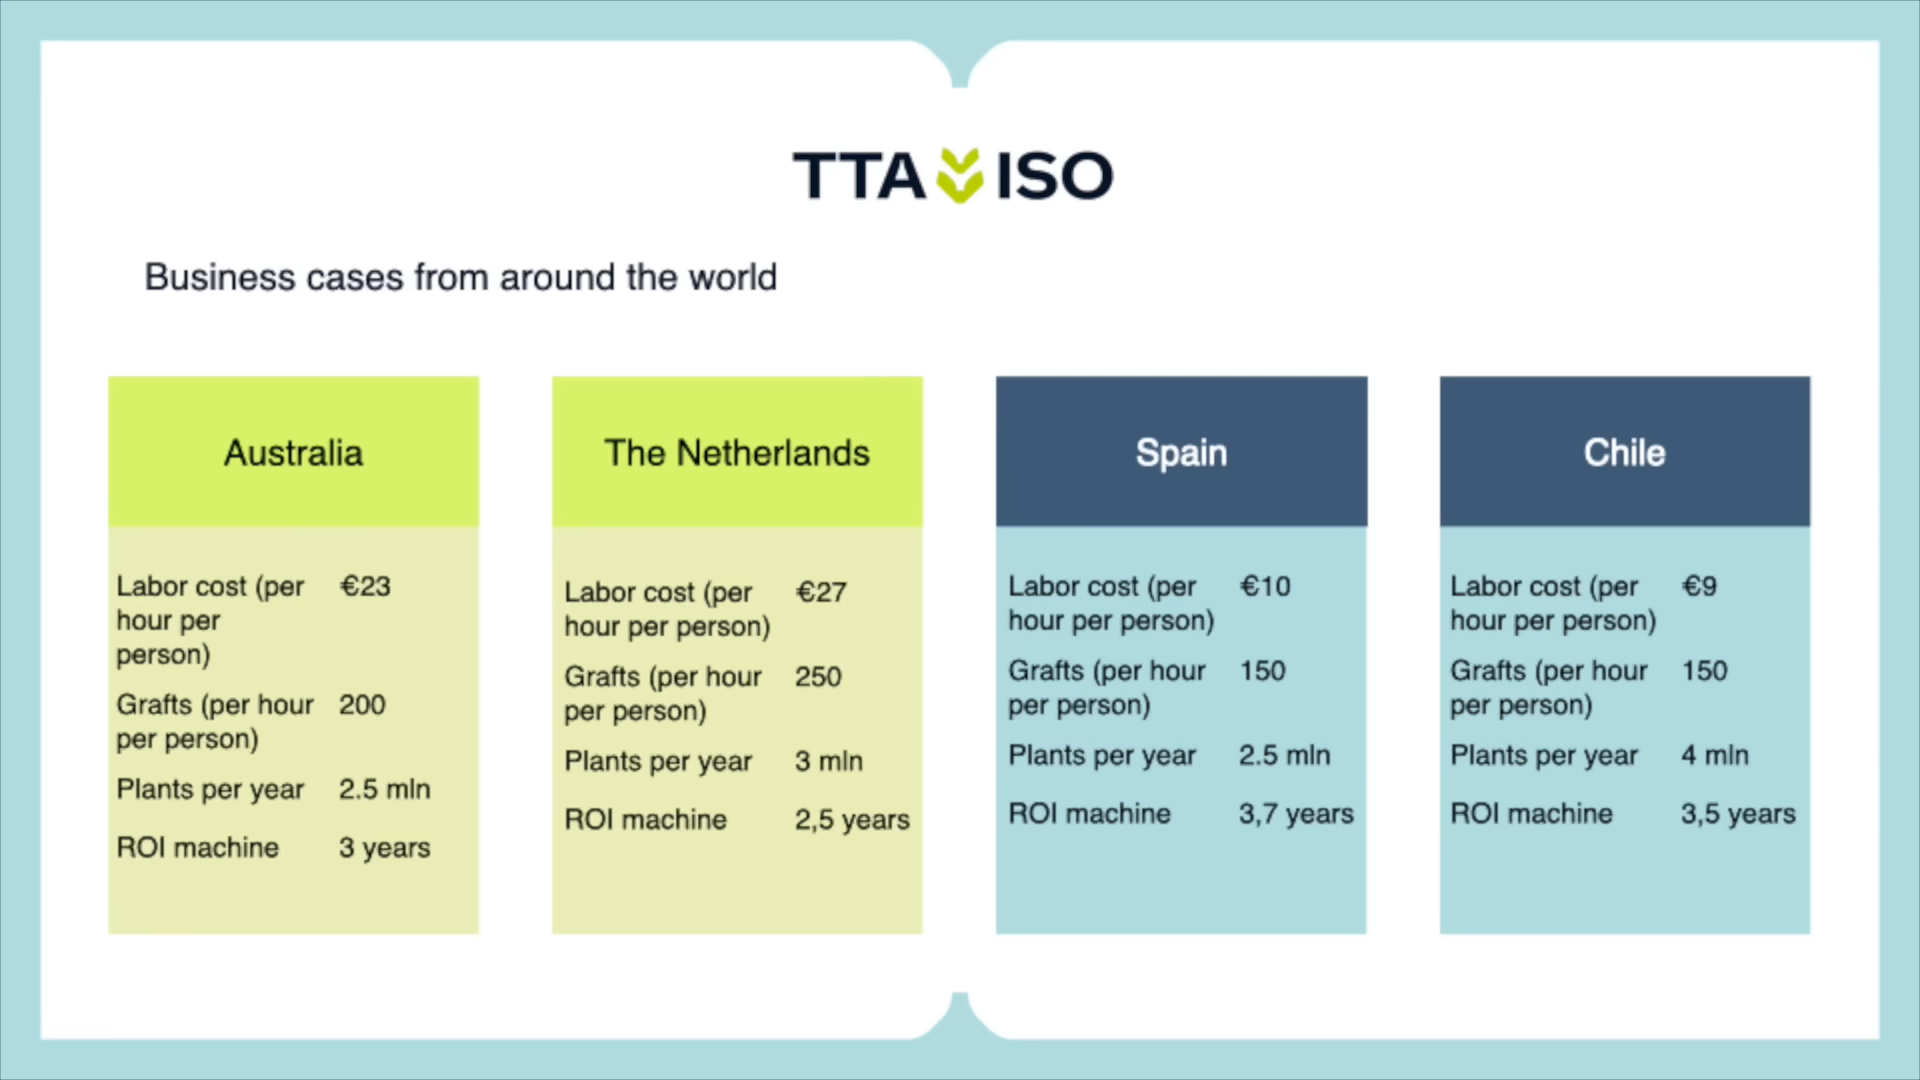 TTA ISO
Business cases from around the world
Australia
Labor cost (per
hour per
person)
€23
Grafts (per hour
per person)
200
Plants per year
2.5 mln
ROI machine
3 years
The Netherlands
Labor cost (per
hour per person)
€27
Grafts (per hour
per person)
250
Plants per year
3 mln
ROI machine
2,5 years
Spain
Labor cost (per
hour per person)
€10
Grafts (per hour
per person)
150
Plants per year
2.5 mln
ROI machine
3,7 years
Chile
Labor cost (per
hour per person)
€9
Grafts (per hour
per person)
150
Plants per year
4 mln
ROI machine
3,5 years